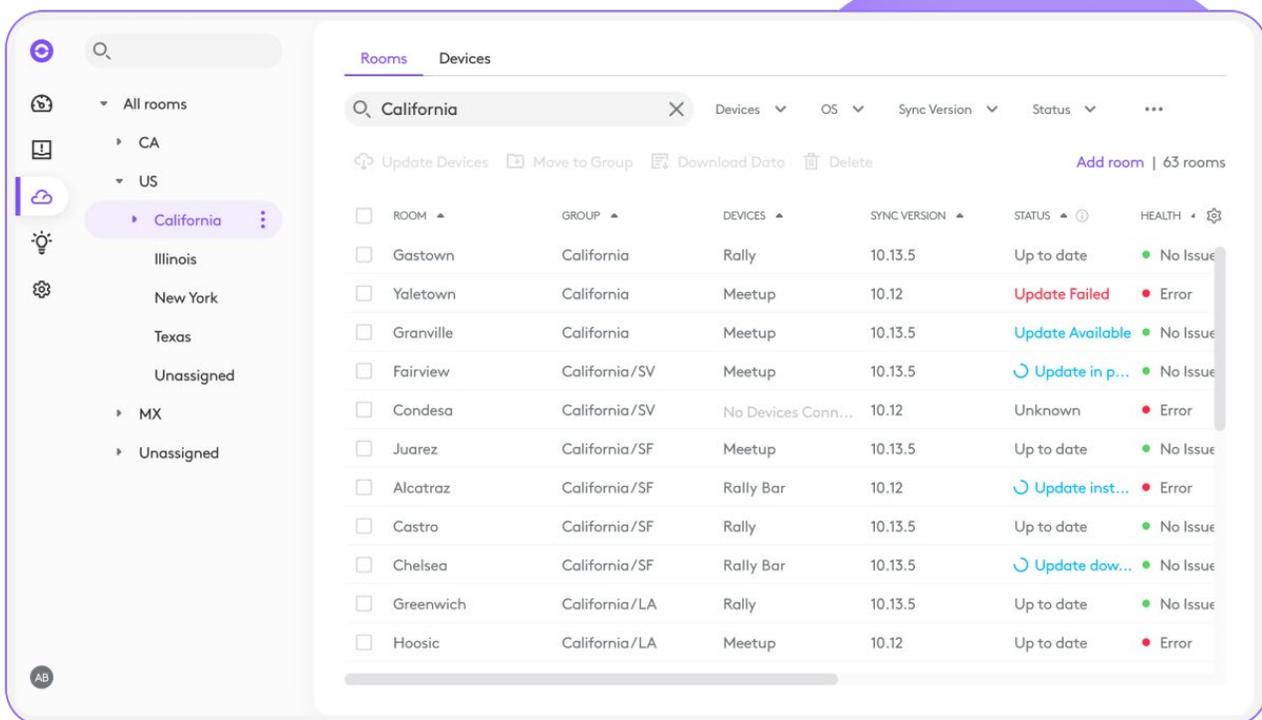 All rooms
CA
US
California
Illinois
New York
Texas
Unassigned
MX
Unassigned
AB
Rooms Devices
California Devices OS Sync Version Status
Update Devices Move to Group Download Data Delete Add room | 63 rooms
ROOM GROUP DEVICES SYNC VERSION STATUS HEALTH
Gastown California Rally 10.13.5 Up to date No Issue
Yaletown California Meetup 10.12 Update Failed Error
Granville California Meetup 10.13.5 Update Available No Issue
Fairview California/SV Meetup 10.13.5 Update in p... No Issue
Condesa California/SV No Devices Conn... 10.12 Unknown Error
Juarez California/SF Meetup 10.13.5 Up to date No Issue
Alcatraz California/SF Rally Bar 10.12 Update inst... Error
Castro California/SF Rally 10.13.5 Up to date No Issue
Chelsea California/SF Rally Bar 10.13.5 Update dow... No Issue
Greenwich California/LA Rally 10.13.5 Up to date No Issue
Hoosic California/LA Meetup 10.12 Up to date Error